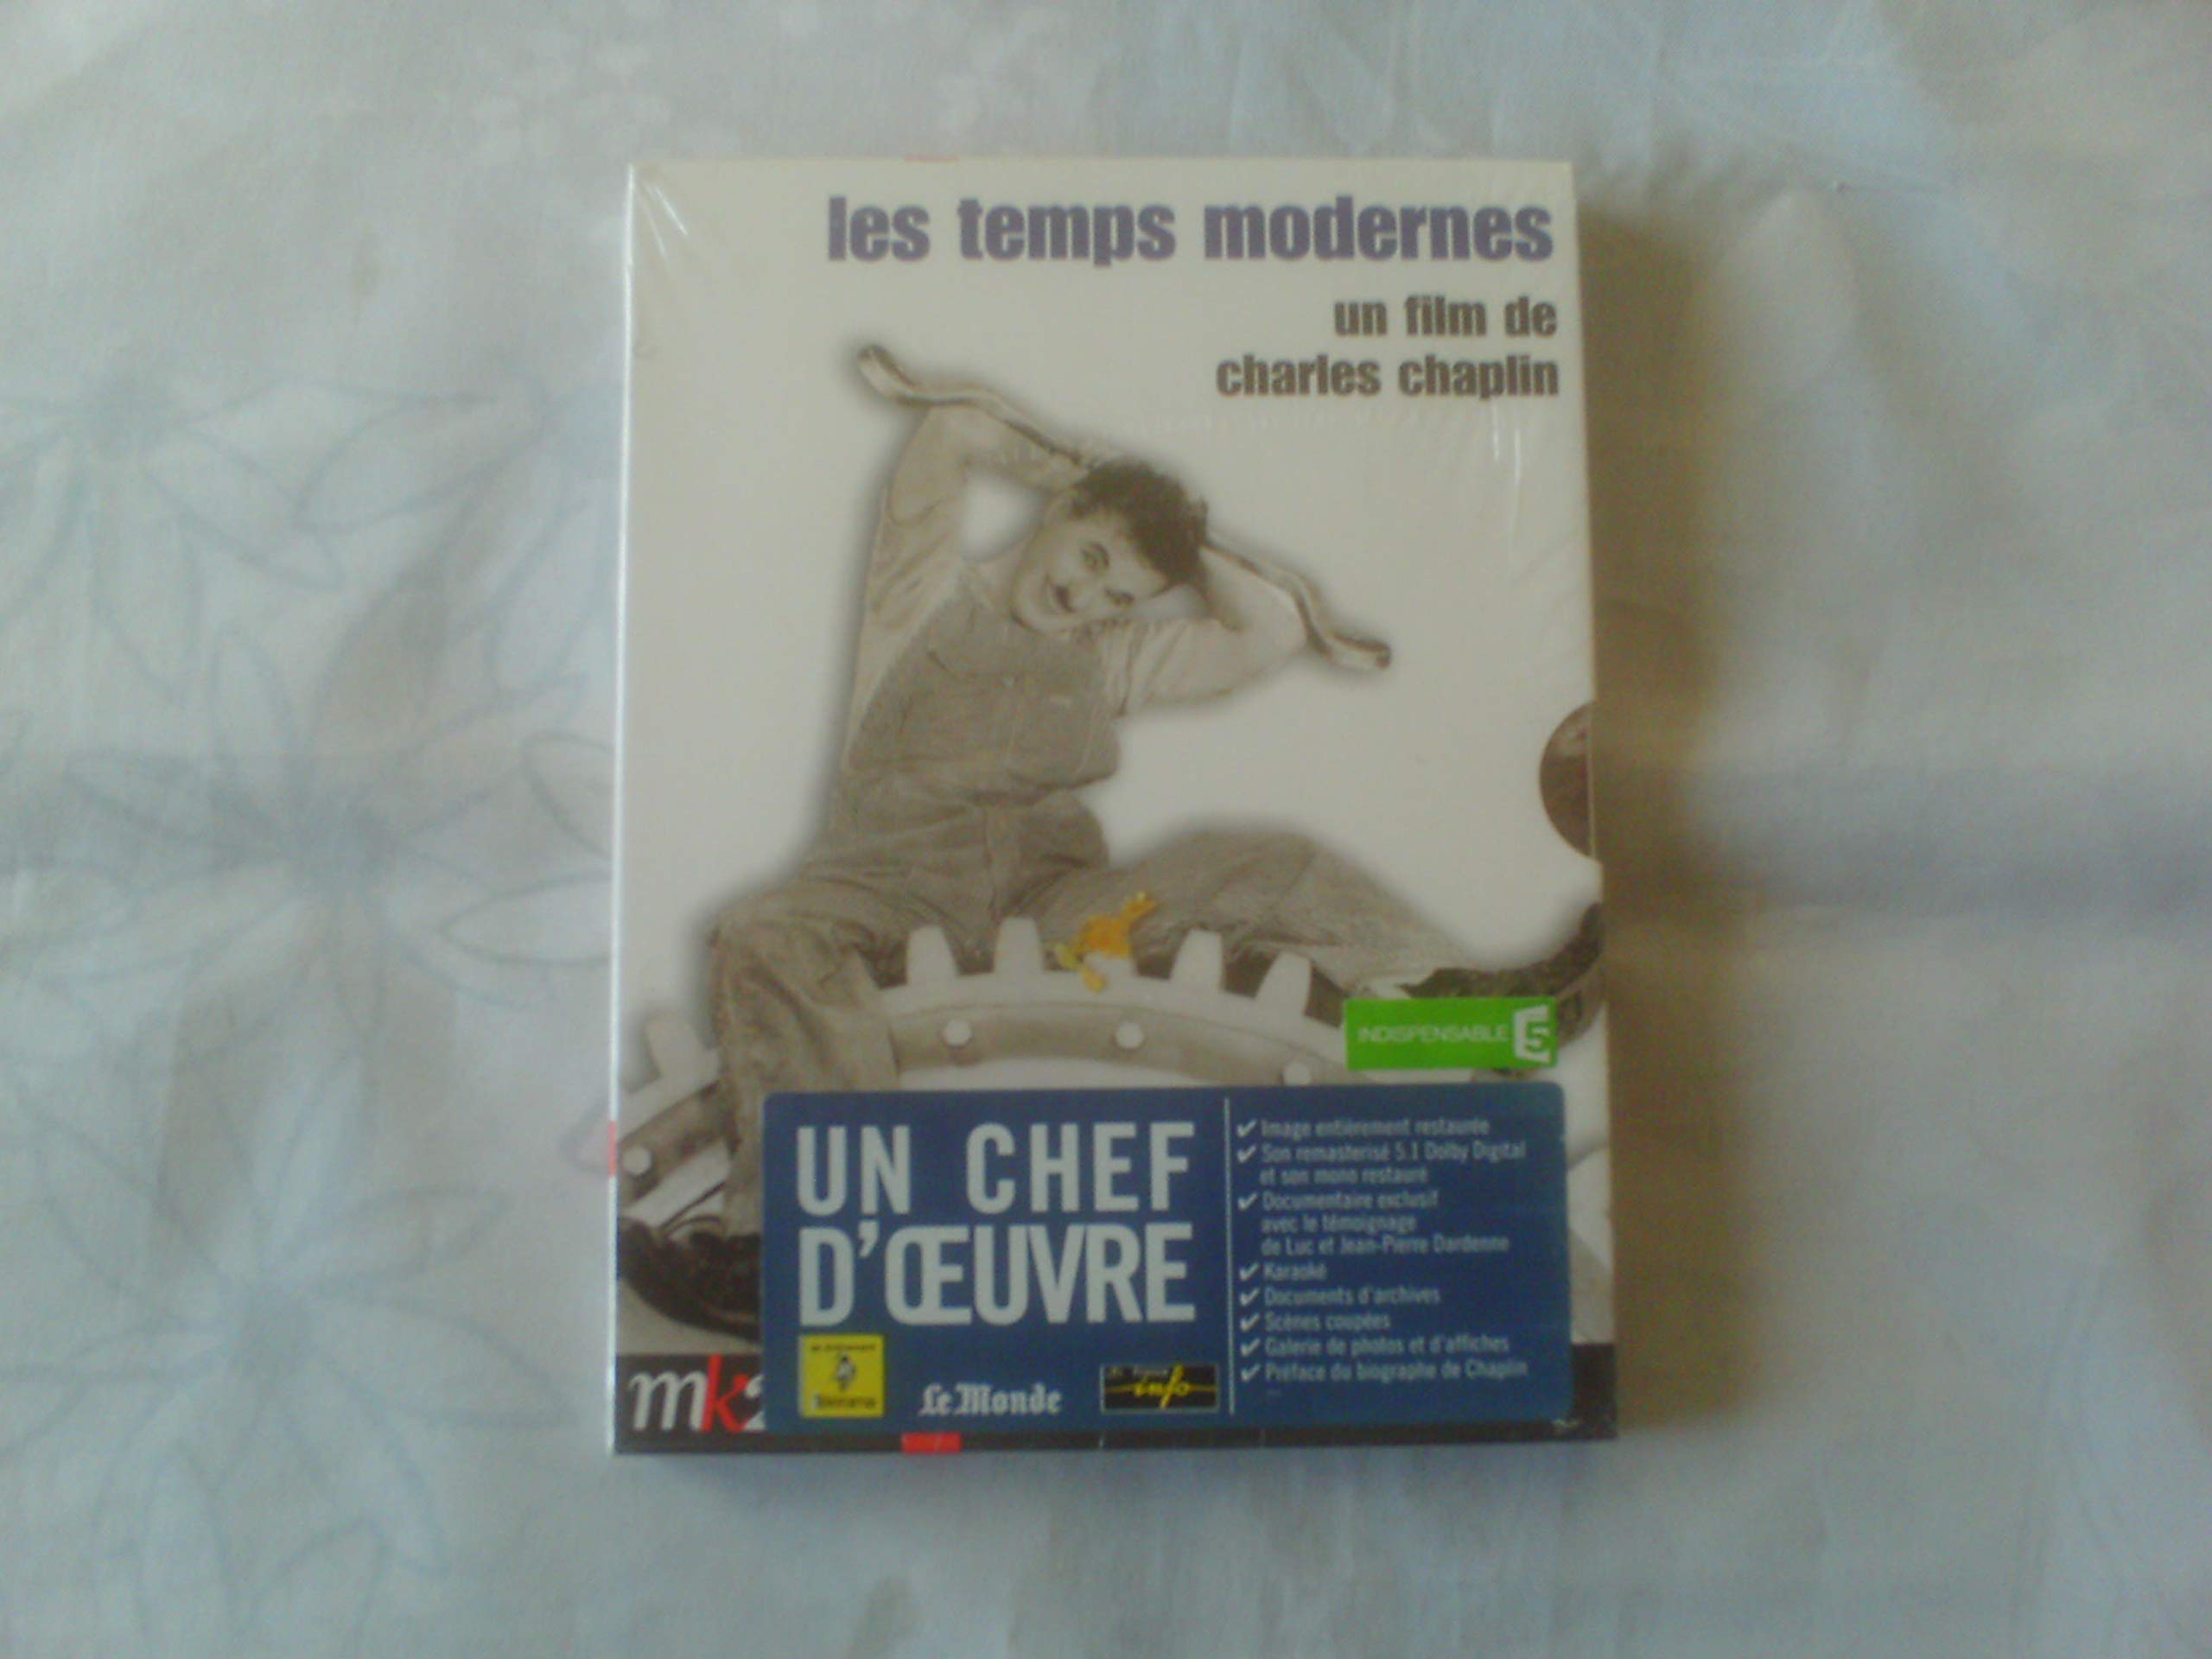 les temps modernes
un film de
charles chaplin
INDISPENSABLE 5
UN CHEF
D'ŒUVRE
✔ Image entièrement restaurée
✔ Son remasterisé 5.1 Dolby Digital
et son mono restauré
✔ Documentaire exclusif
avec le témoignage
de Luc et Jean-Pierre Dardenne
✔ Karaoké
✔ Documents d'archives
✔ Scènes coupées
✔ Galerie de photos et d'affiches
✔ Préface du biographe de Chaplin
...
Télérama
Le Monde
info
mk2